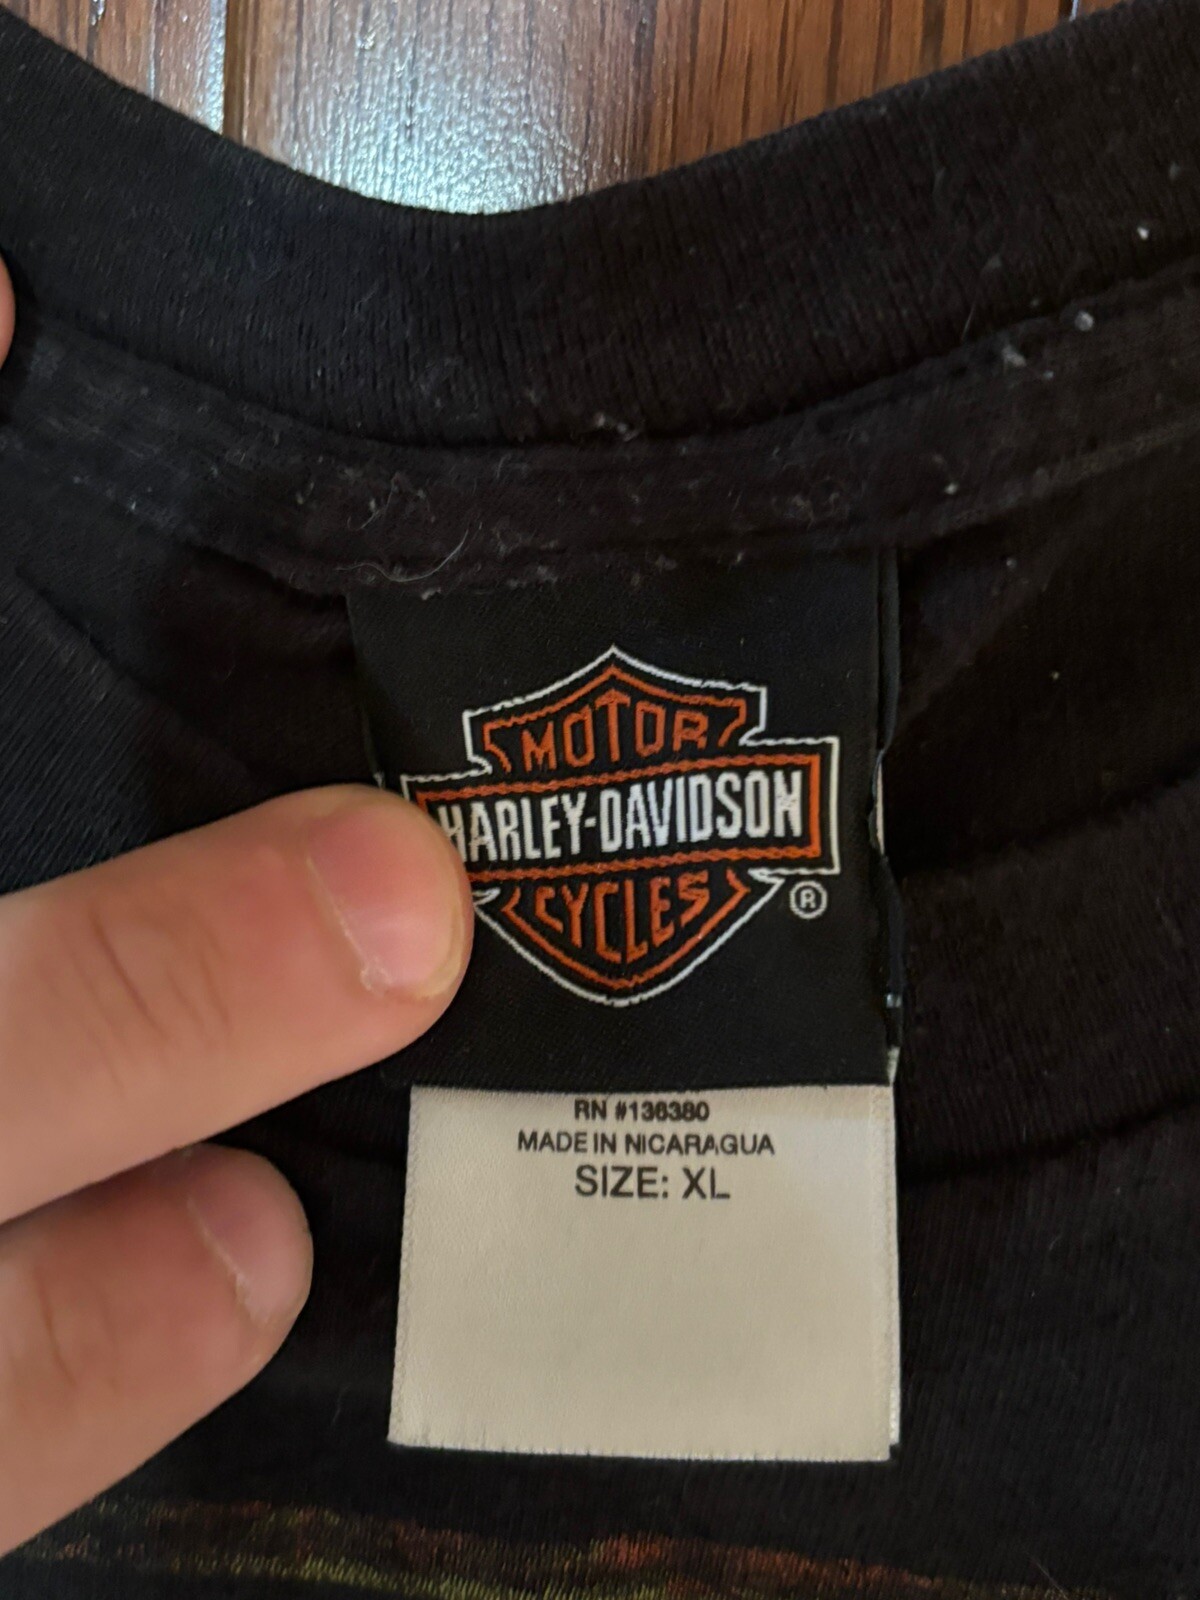 MOTOR
HARLEY-DAVIDSON
CYCLES
®
RN #136380
MADE IN NICARAGUA
SIZE: XL